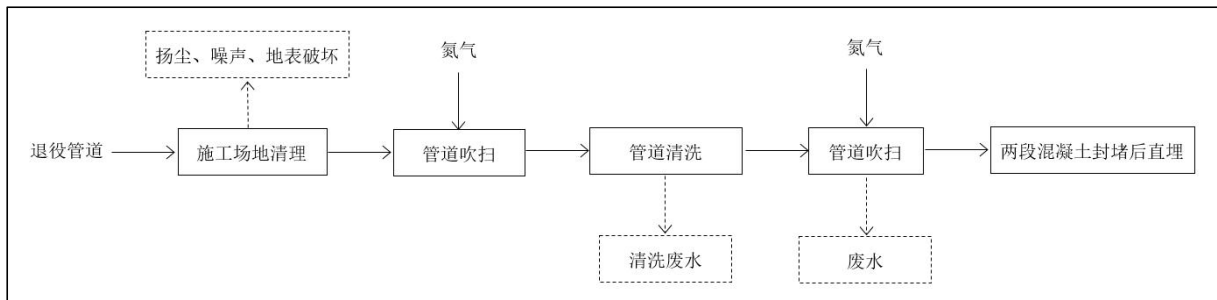 扬尘、噪声、地表破坏
氮气
氮气
退役管道
施工场地清理
管道吹扫
管道清洗
管道吹扫
两段混凝土封堵后直埋
清洗废水
废水